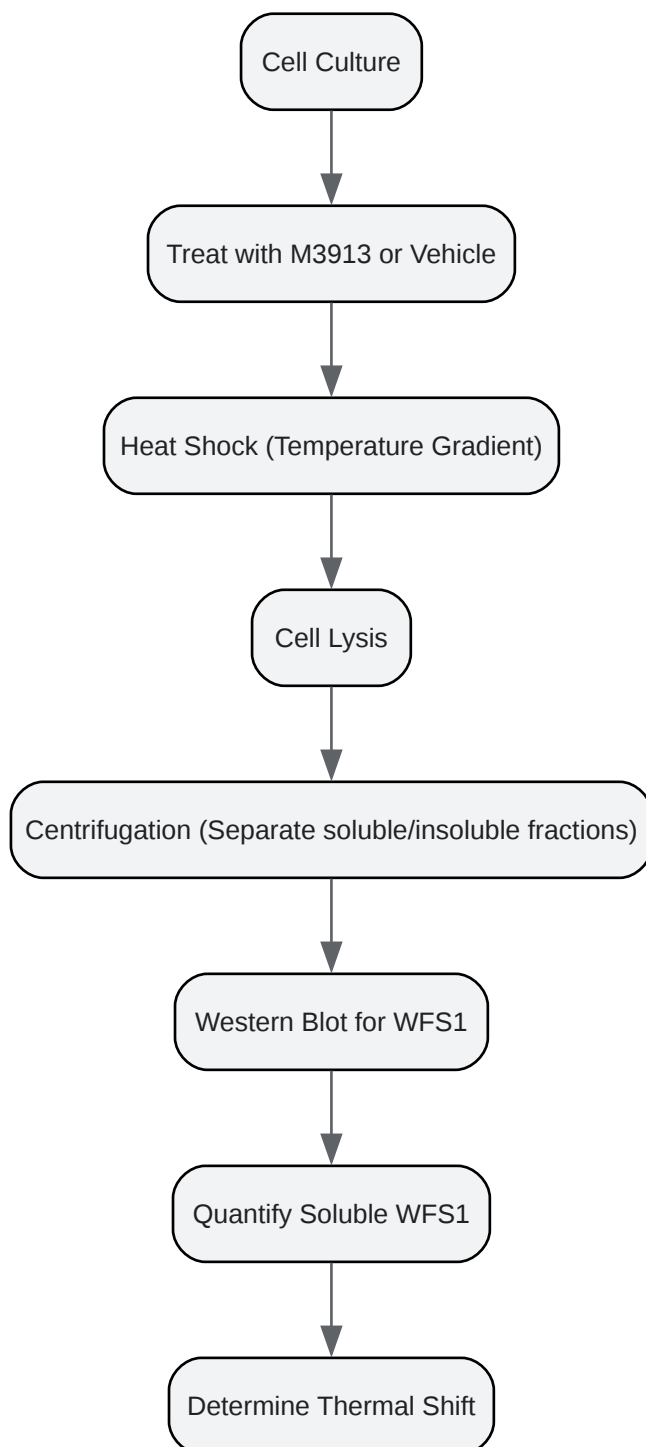 Cell Culture
Treat with M3913 or Vehicle
Heat Shock (Temperature Gradient)
Cell Lysis
Centrifugation (Separate soluble/insoluble fractions)
Western Blot for WFS1
Quantify Soluble WFS1
Determine Thermal Shift